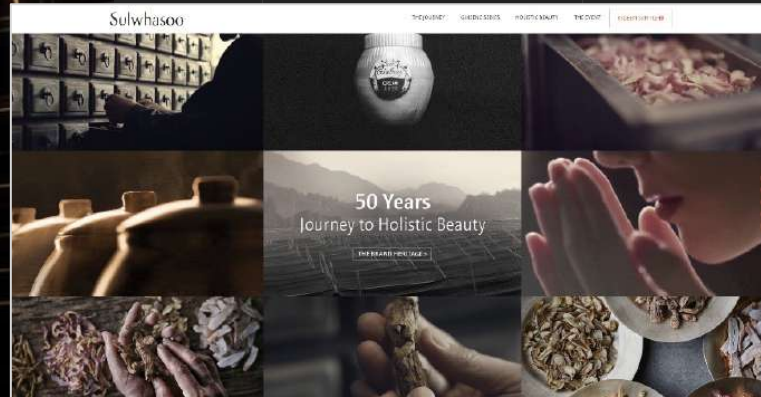 Sulwhasoo
THE JOURNEY
HOLISTIC BEAUTY
THE EVENT
50 Years
Journey to Holistic Beauty
THE BRAND HERITAGE >